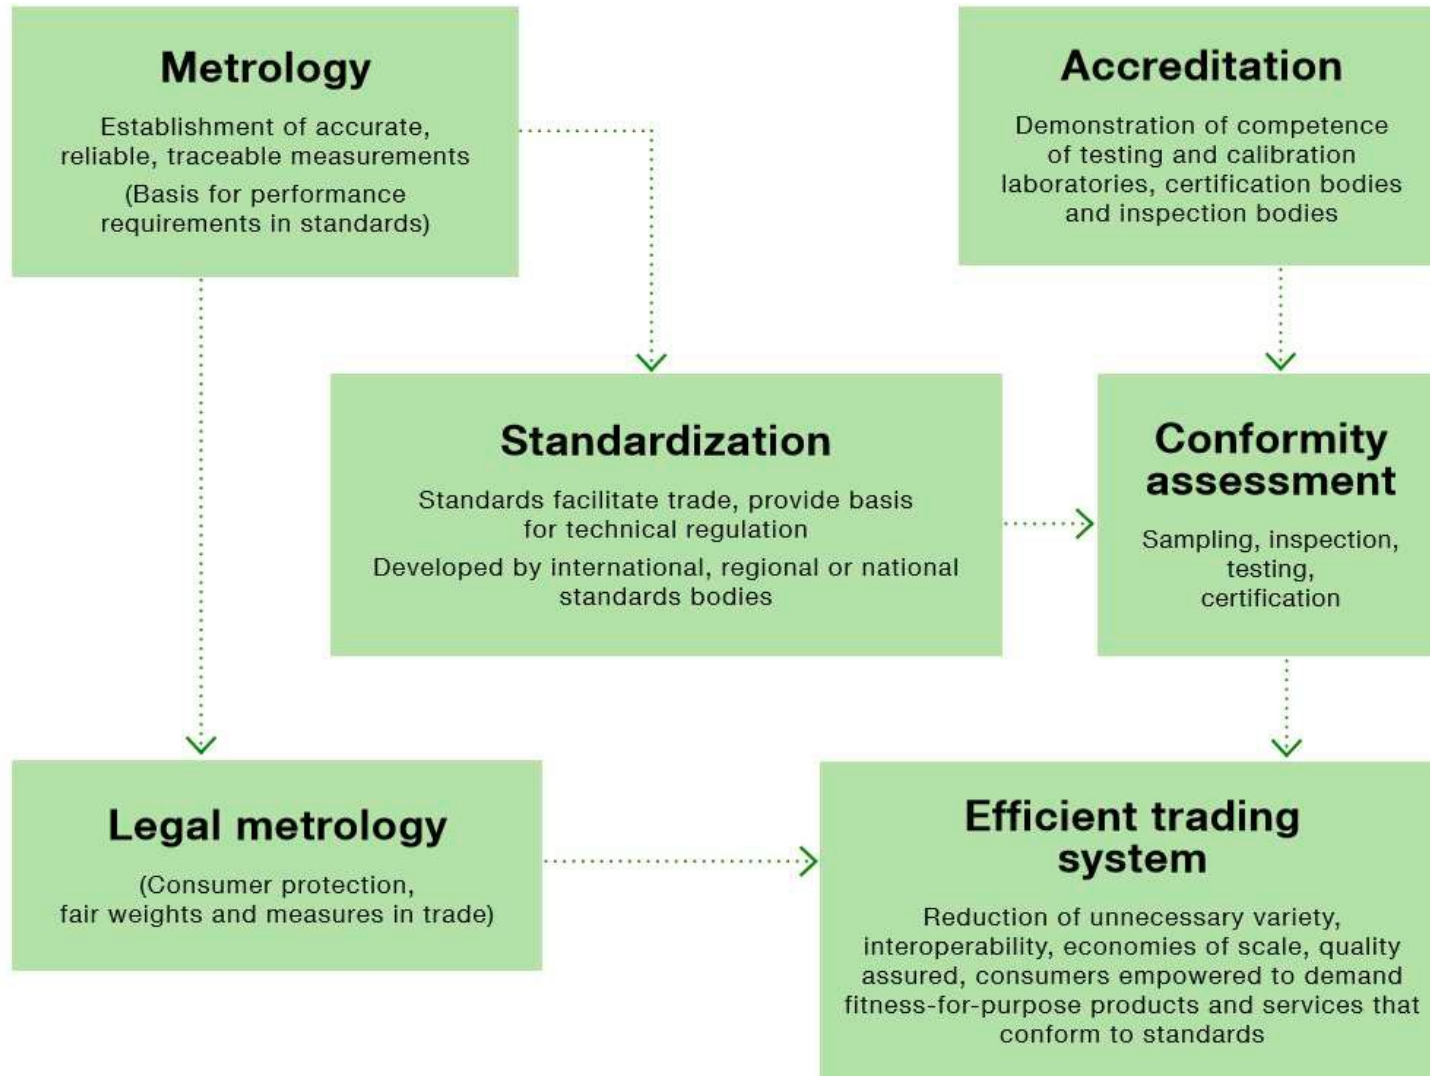 Metrology
Establishment of accurate,
reliable, traceable measurements
(Basis for performance
requirements in standards)
Accreditation
Demonstration of competence
of testing and calibration
laboratories, certification bodies
and inspection bodies
Standardization
Standards facilitate trade, provide basis
for technical regulation
Developed by international, regional or national
standards bodies
Conformity
assessment
Sampling, inspection,
testing,
certification
Legal metrology
(Consumer protection,
fair weights and measures in trade)
Efficient trading
system
Reduction of unnecessary variety,
interoperability, economies of scale, quality
assured, consumers empowered to demand
fitness-for-purpose products and services that
conform to standards